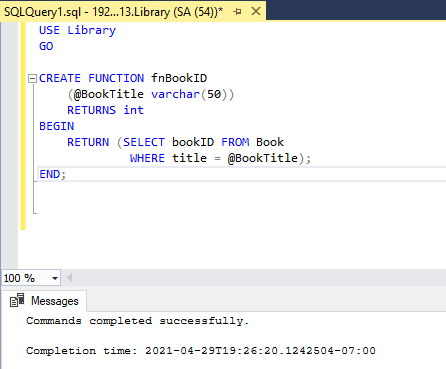 SQLQuery1.sql - 192...13.Library (SA (54))*
USE Library
GO
CREATE FUNCTION fnBookID
(@BookTitle varchar(50))
RETURNS int
BEGIN
RETURN (SELECT bookID FROM Book
WHERE title = @BookTitle);
END;
100 %
Messages
Commands completed successfully.
Completion time: 2021-04-29T19:26:20.1242504-07:00